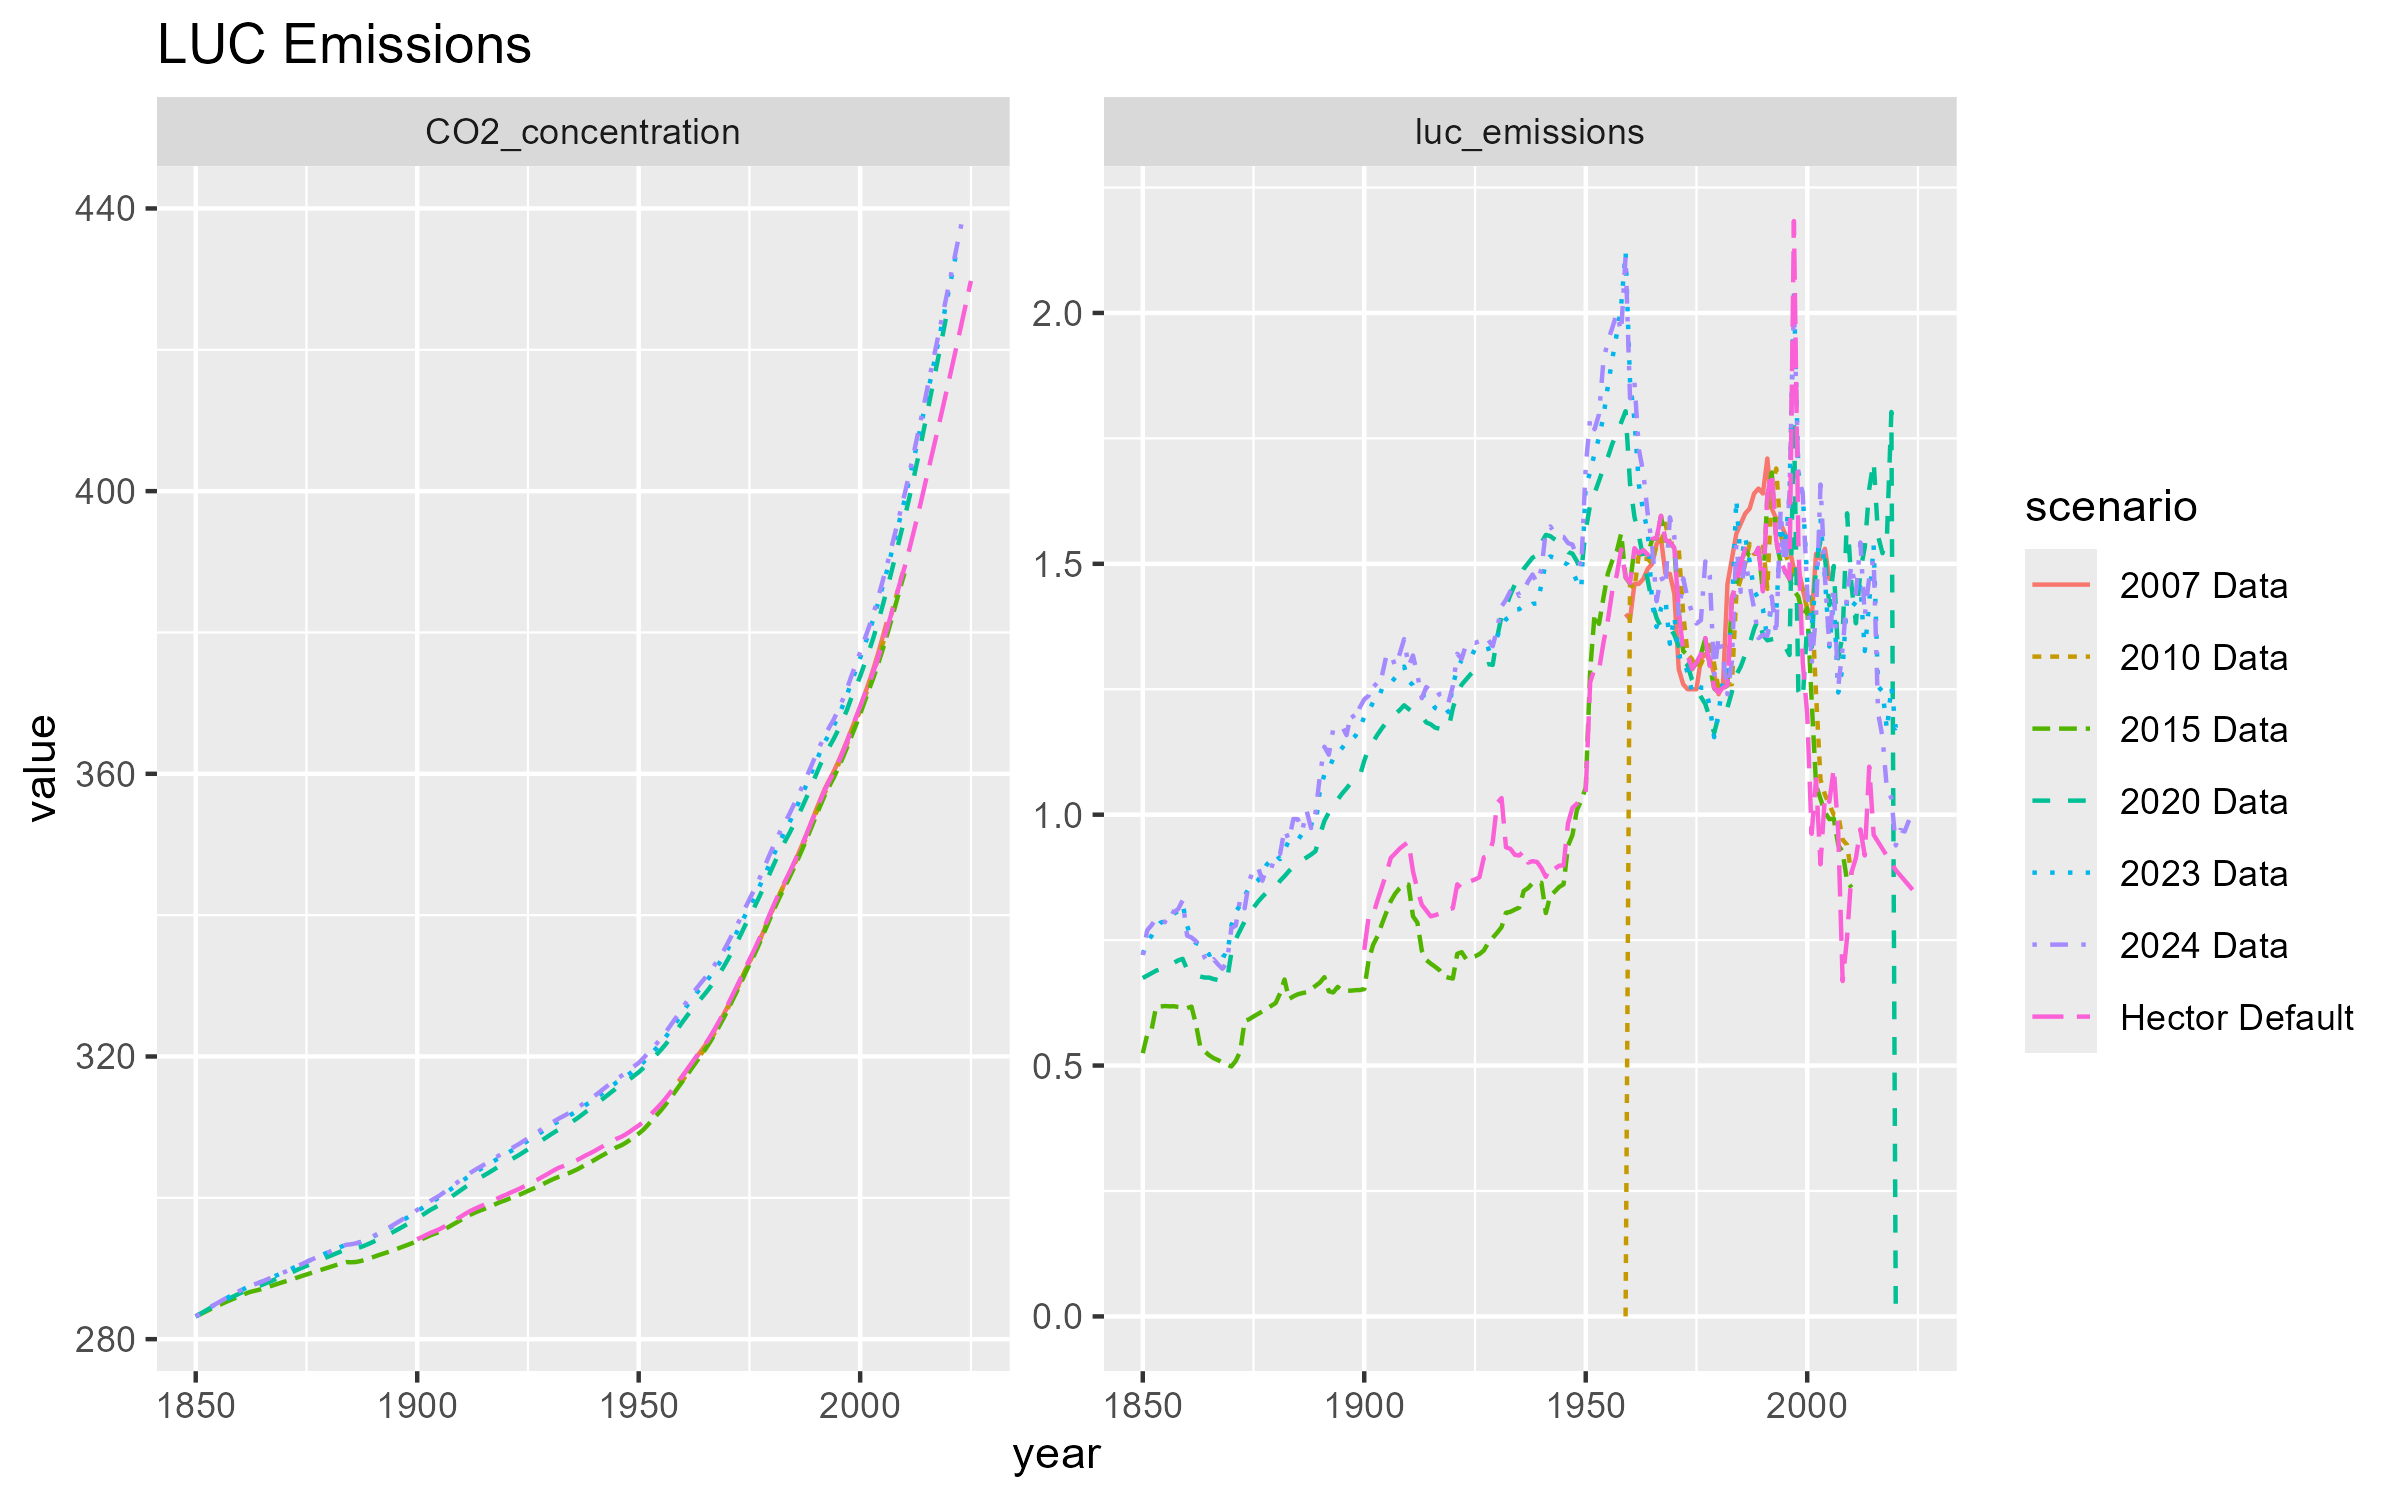 LUC Emissions
CO2_concentration
luc_emissions
value
440
400
360
320
280
2.0
1.5
1.0
0.5
0.0
1850 1900 1950 2000
1850 1900 1950 2000
year
scenario
2007 Data
2010 Data
2015 Data
2020 Data
2023 Data
2024 Data
Hector Default